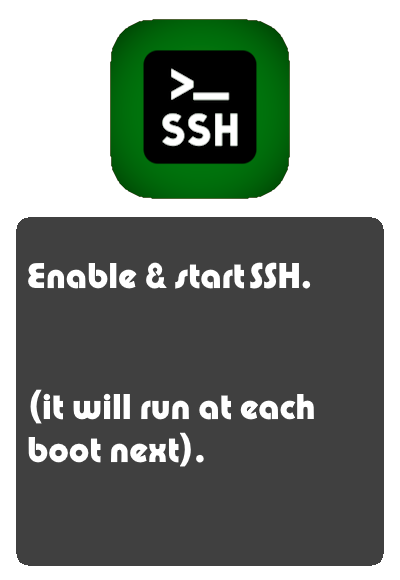 >_
SSH
Enable & start SSH.
(it will run at each
boot next).